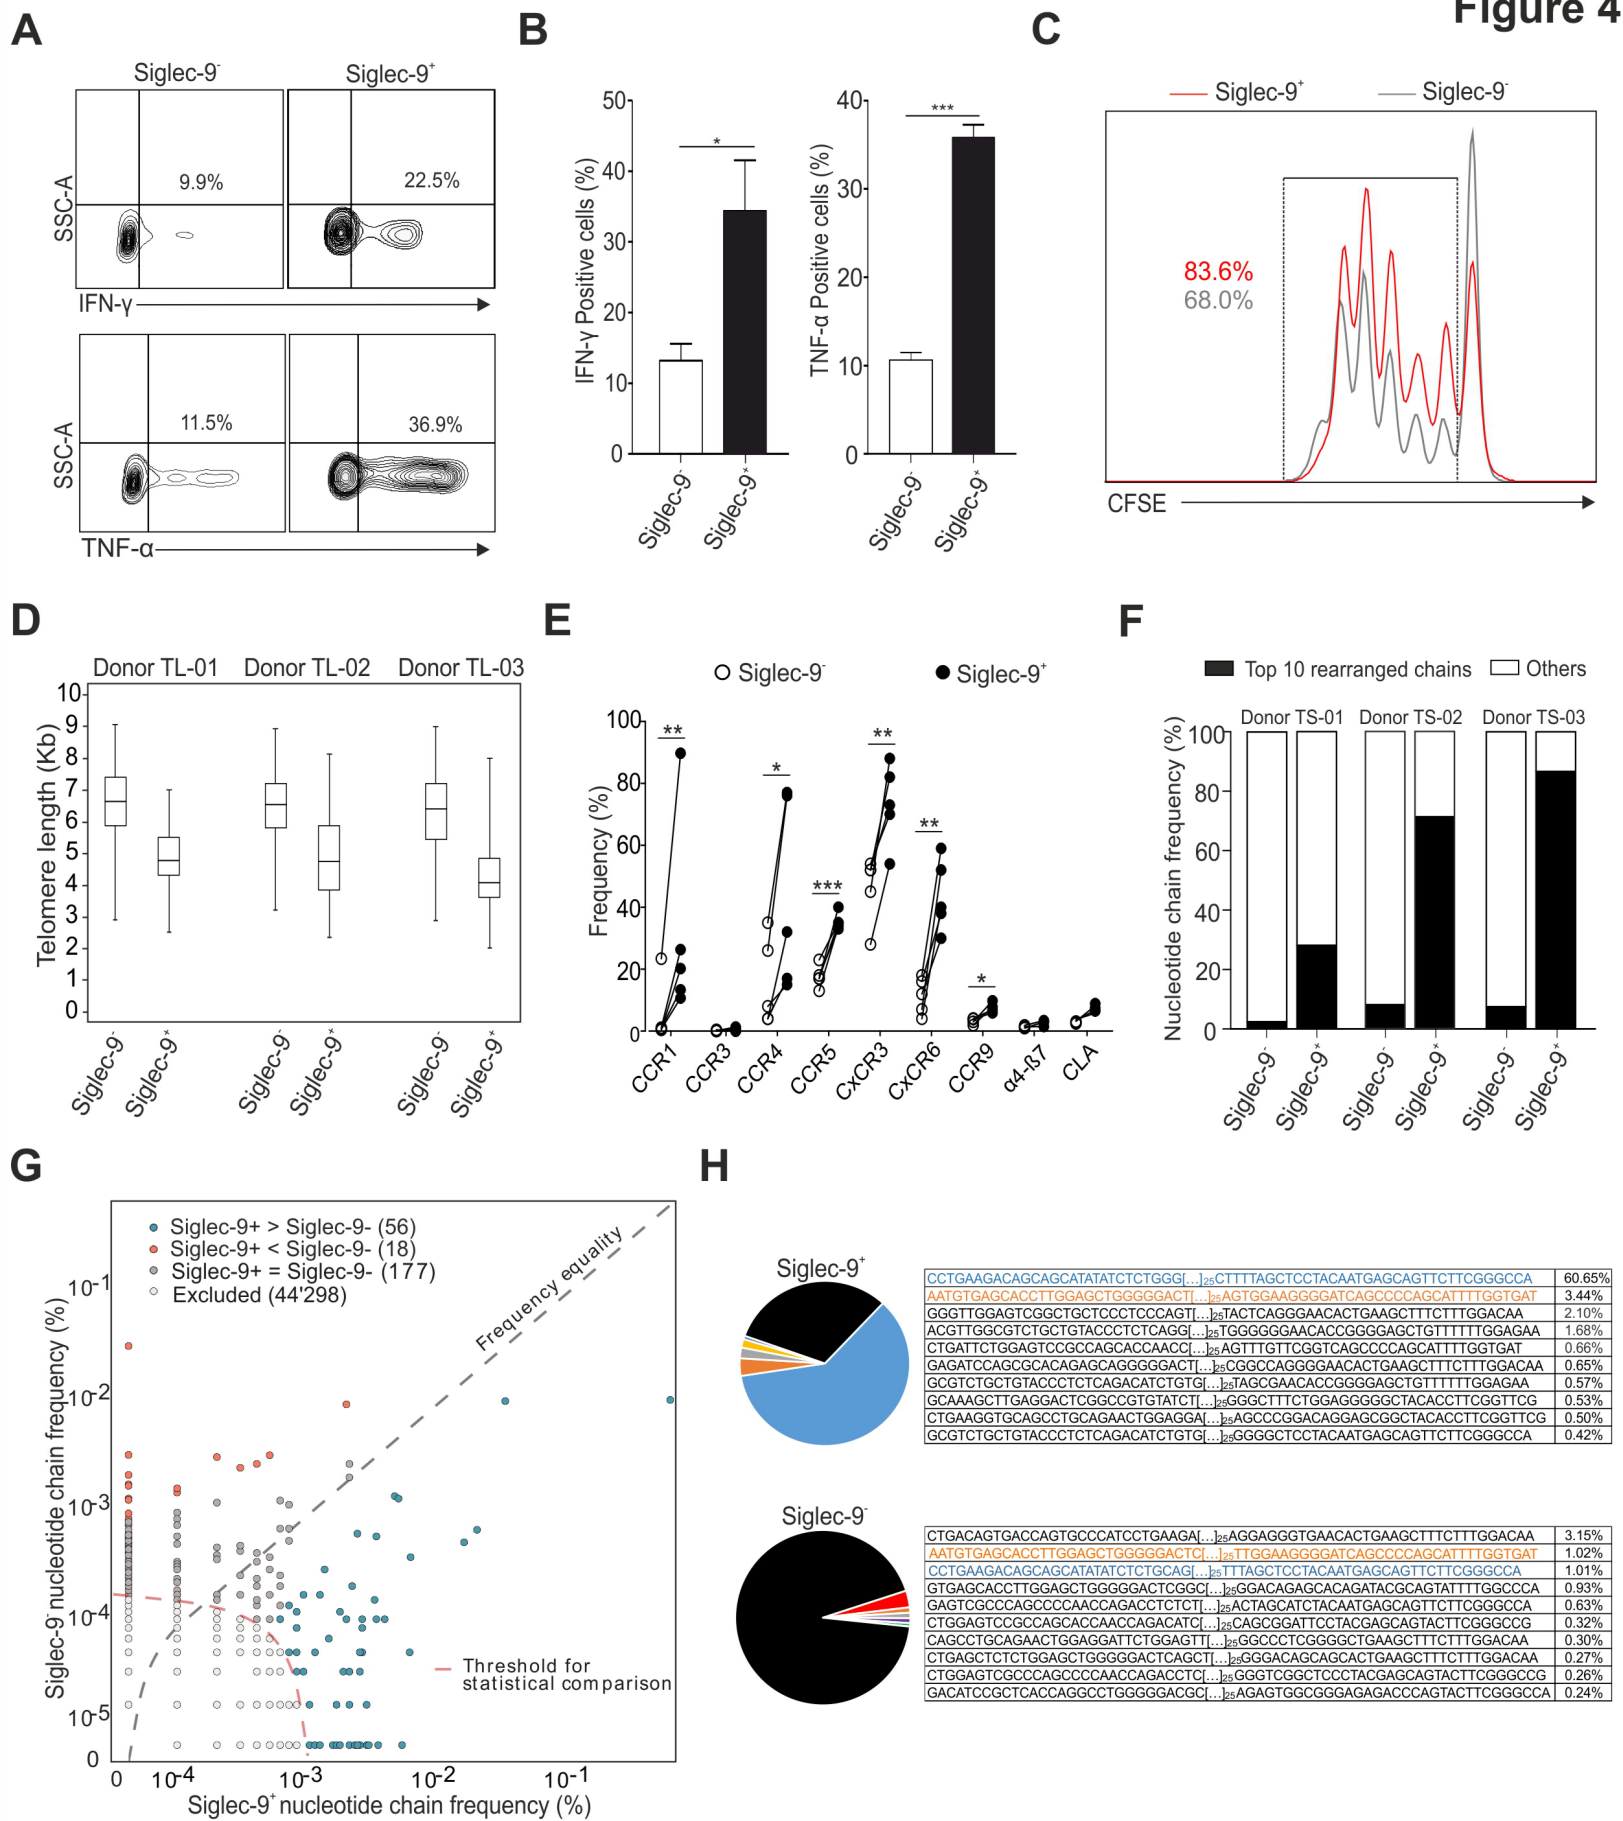 Figure 4
A
Siglec-9-
Siglec-9+
SSC-A
9.9%
22.5%
IFN-γ
SSC-A
11.5%
36.9%
TNF-α
B
50
40
30
20
10
0
IFN-γ Positive cells (%)
*
Siglec-9-
Siglec-9+
40
30
20
10
0
TNF-α Positive cells (%)
***
Siglec-9-
Siglec-9+
C
Siglec-9+
Siglec-9-
83.6%
68.0%
CFSE
D
Donor TL-01 Donor TL-02 Donor TL-03
10
9
8
7
6
5
4
3
2
1
0
Telomere length (Kb)
Siglec-9-
Siglec-9+
Siglec-9-
Siglec-9+
Siglec-9-
Siglec-9+
E
Siglec-9-
Siglec-9+
100
80
60
40
20
0
Frequency (%)
**
*
***
**
**
*
CCR1
CCR3
CCR4
CCR5
CxCR3
CxCR6
CCR9
α4-ß7
CLA
F
Top 10 rearranged chains
Others
Donor TS-01 Donor TS-02 Donor TS-03
100
80
60
40
20
0
Nucleotide chain frequency (%)
Siglec-9-
Siglec-9+
Siglec-9-
Siglec-9+
Siglec-9-
Siglec-9+
G
Siglec-9+ > Siglec-9- (56)
Siglec-9+ < Siglec-9- (18)
Siglec-9+ = Siglec-9- (177)
Excluded (44'298)
Frequency equality
10-1
10-2
10-3
10-4
10-5
0
Siglec-9- nucleotide chain frequency (%)
Threshold for
statistical comparison
0 10-4 10-3 10-2 10-1
Siglec-9+ nucleotide chain frequency (%)
H
Siglec-9+
CCTGAAGACAGCAGCATATATCTCTGGG[...]25CTTTTAGCTCCTACAATGAGCAGTTCTTCGGGCCA 60.65%
AATGTGAGCACCTTGGAGCTGGGGGACT[...]25AGTGGAAGGGGATCAGCCCCAGCATTTTGGTGAT 3.44%
GGGTTGGAGTCGGCTGCTCCCTCCCAGT[...]25TACTCAGGGAACACTGAAGCTTTCTTTGGACAA 2.10%
ACGTTGGCGTCTGCTGTACCCTCTCAGG[...]25TGGGGGGAACACCGGGGAGCTGTTTTTTGGAGAA 1.68%
CTGATTCTGGAGTCCGCCAGCACCAACC[...]25AGTTTGTTCGGTCAGCCCCAGCATTTTGGTGAT 0.66%
GAGATCCAGCGCACAGAGCAGGGGGACT[...]25CGGCCAGGGGAACACTGAAGCTTTCTTTGGACAA 0.65%
GCGTCTGCTGTACCCTCTCAGACATCTGTG[...]25TAGCGAACACCGGGGAGCTGTTTTTTGGAGAA 0.57%
GCAAAGCTTGAGGACTCGGCCGTGTATCT[...]25GGGCTTTCTGGAGGGGGCTACACCTTCGGTTCG 0.53%
CTGAAGGTGCAGCCTGCAGAACTGGAGGA[...]25AGCCCGGACAGGAGCGGCTACACCTTCGGTTCG 0.50%
GCGTCTGCTGTACCCTCTCAGACATCTGTG[...]25GGGGCTCCTACAATGAGCAGTTCTTCGGGCCA 0.42%
Siglec-9-
CTGACAGTGACCAGTGCCCATCCTGAAGA[...]25AGGAGGGTGAACACTGAAGCTTTCTTTGGACAA 3.15%
AATGTGAGCACCTTGGAGCTGGGGGACTC[...]25TTGGAAGGGGATCAGCCCCAGCATTTTGGTGAT 1.02%
CCTGAAGACAGCAGCATATATCTCTGCAG[...]25TTTAGCTCCTACAATGAGCAGTTCTTCGGGCCA 1.01%
GTGAGCACCTTGGAGCTGGGGGACTCGGC[...]25GGACAGAGCACAGATACGCAGTATTTTGGCCCA 0.93%
GAGTCGCCCAGCCCCAACCAGACCTCTCT[...]25ACTAGCATCTACAATGAGCAGTTCTTCGGGCCA 0.63%
CTGGAGTCCGCCAGCACCAACCAGACATC[...]25CAGCGGATTCCTACGAGCAGTACTTCGGGCCG 0.32%
CAGCCTGCAGAACTGGAGGATTCTGGAGTT[...]25GGCCCTCGGGGCTGAAGCTTTCTTTGGACAA 0.30%
CTGAGCTCTCTGGAGCTGGGGGACTCAGCT[...]25GGGACAGCAGCACTGAAGCTTTCTTTGGACAA 0.27%
CTGGAGTCGCCCAGCCCCAACCAGACCTC[...]25GGGTCGGCTCCCTACGAGCAGTACTTCGGGCCG 0.26%
GACATCCGCTCACCAGGCCTGGGGGACGC[...]25AGAGTGGCGGGAGAGACCCAGTACTTCGGGCCA 0.24%